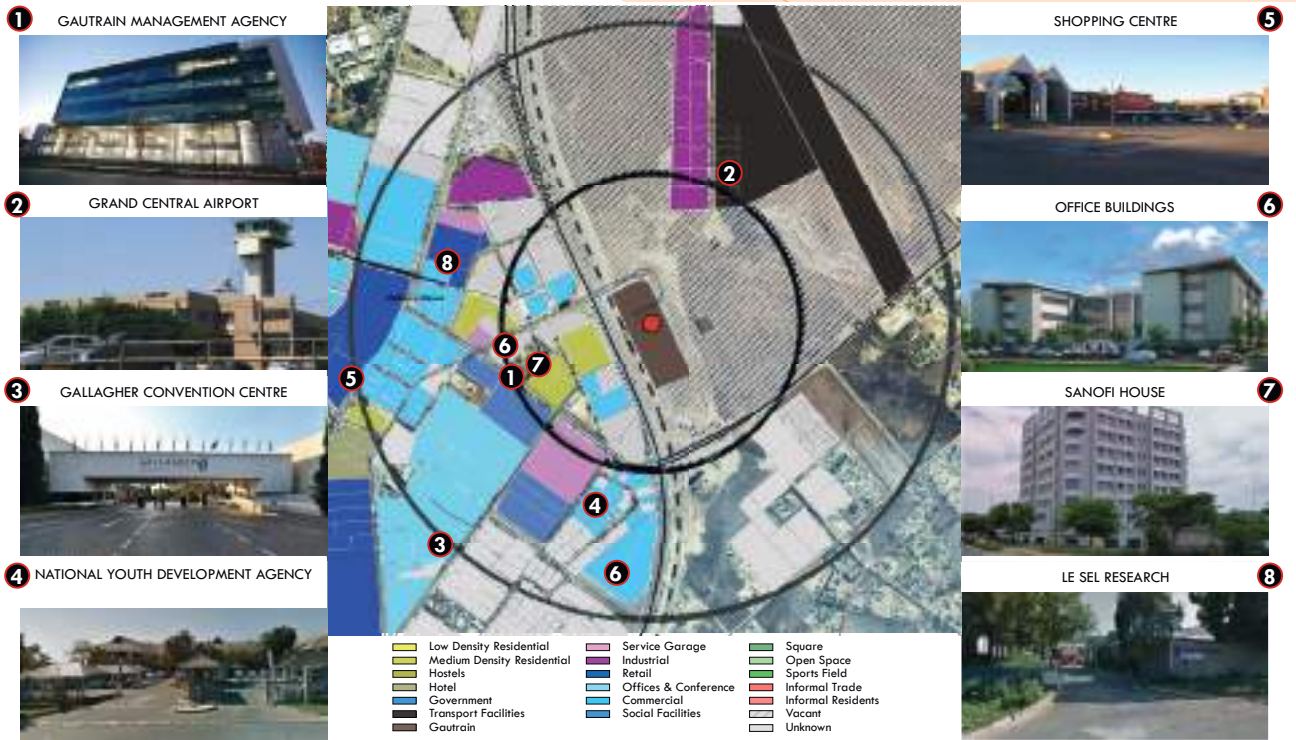 1 GAUTRAIN MANAGEMENT AGENCY
2 GRAND CENTRAL AIRPORT
3 GALLAGHER CONVENTION CENTRE
4 NATIONAL YOUTH DEVELOPMENT AGENCY
2
8
6
7
1
5
4
3
6
Low Density Residential
Medium Density Residential
Hostels
Hotel
Government
Transport Facilities
Gautrain
Service Garage
Industrial
Retail
Offices & Conference
Commercial
Social Facilities
Square
Open Space
Sports Field
Informal Trade
Informal Residents
Vacant
Unknown
SHOPPING CENTRE 5
OFFICE BUILDINGS 6
SANOFI HOUSE 7
LE SEL RESEARCH 8